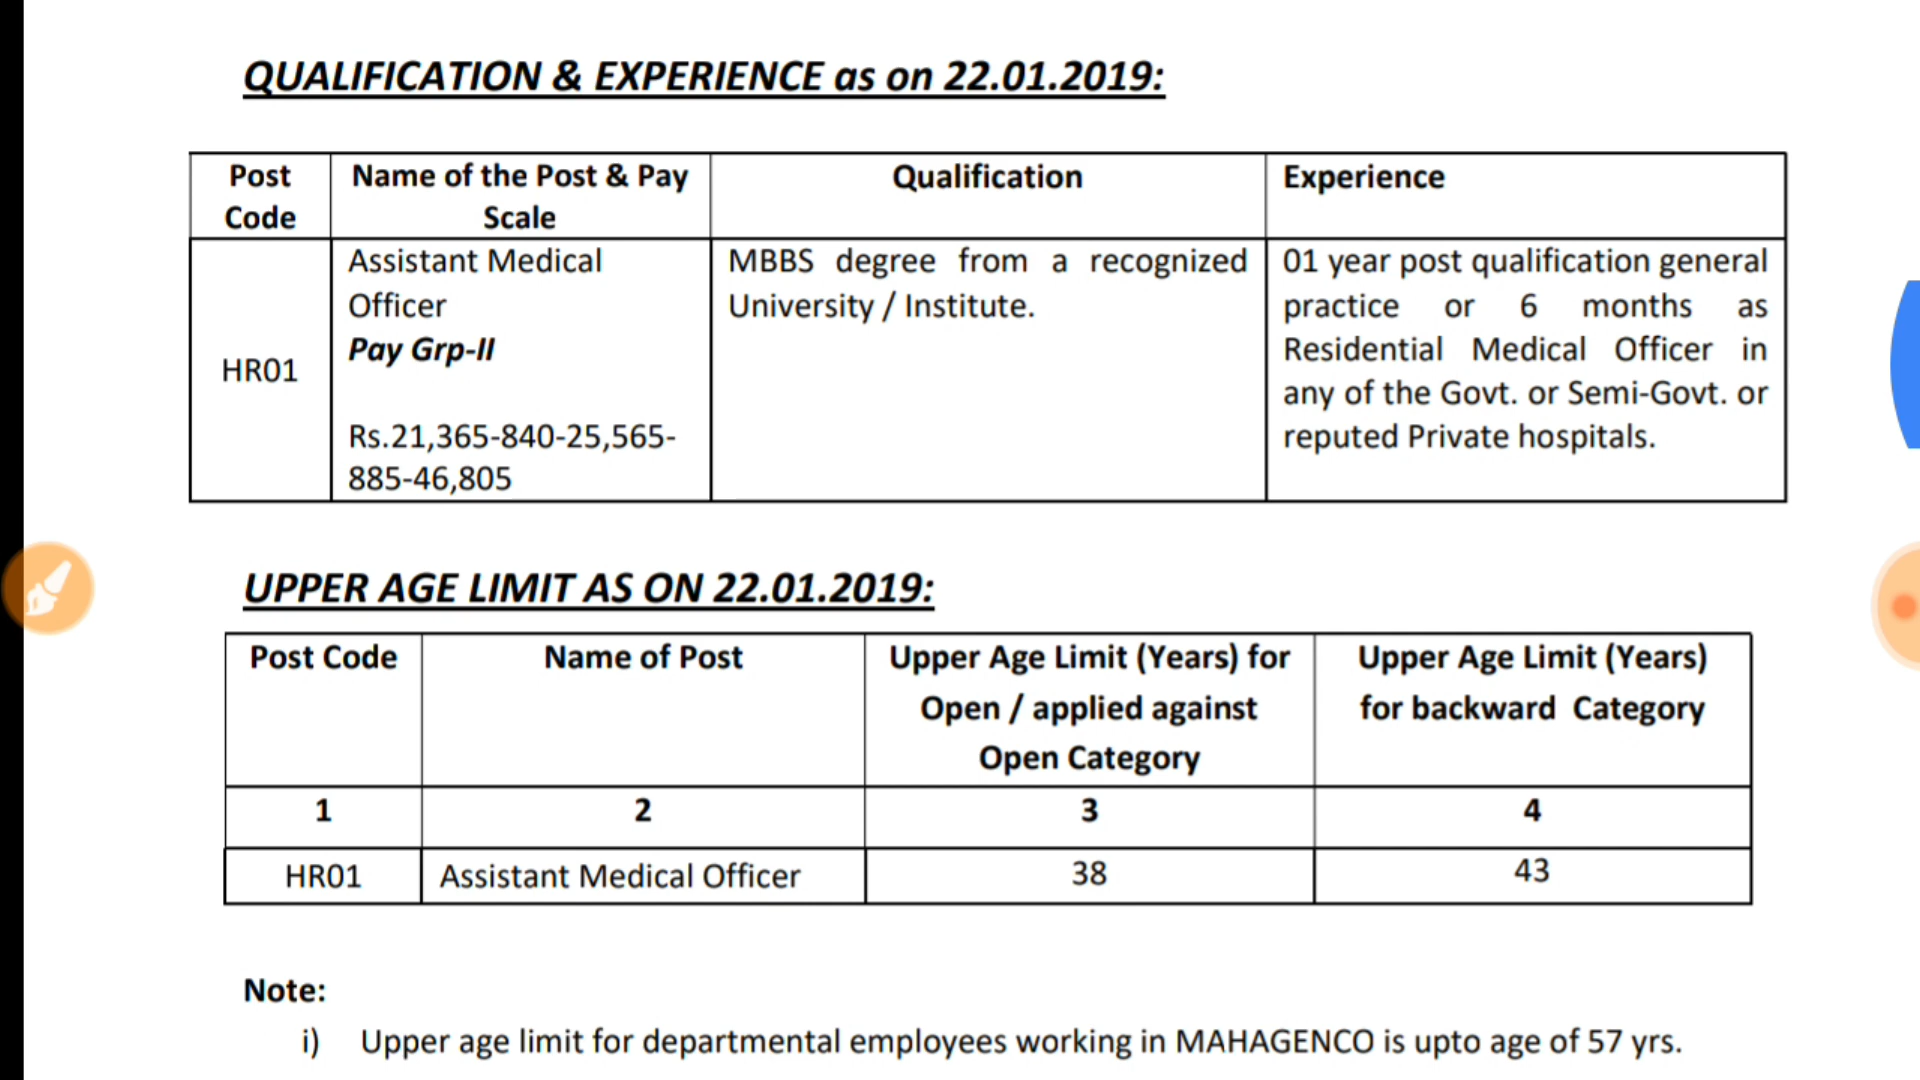 QUALIFICATION & EXPERIENCE as on 22.01.2019:
Post Code
Name of the Post & Pay Scale
Qualification
Experience
HR01
Assistant Medical
Officer
Pay Grp-II
Rs.21,365-840-25,565-
885-46,805
MBBS degree from a recognized
University / Institute.
01 year post qualification general
practice or 6 months as
Residential Medical Officer in
any of the Govt. or Semi-Govt. or
reputed Private hospitals.
UPPER AGE LIMIT AS ON 22.01.2019:
Post Code
Name of Post
Upper Age Limit (Years) for
Open / applied against
Open Category
Upper Age Limit (Years)
for backward Category
1
2
3
4
HR01
Assistant Medical Officer
38
43
Note:
i) Upper age limit for departmental employees working in MAHAGENCO is upto age of 57 yrs.